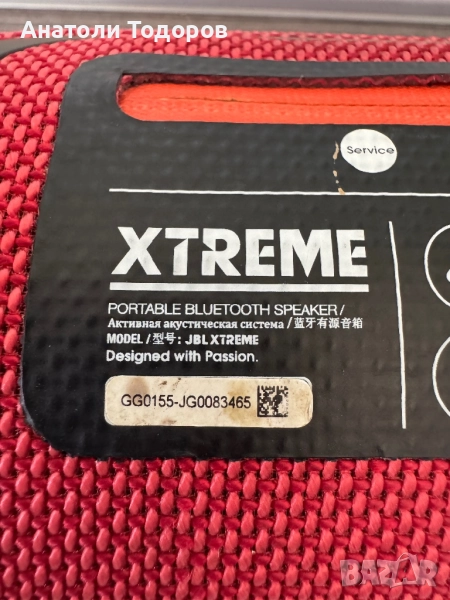 Анатоли Тодоров
Service
XTREME
PORTABLE BLUETOOTH SPEAKER /
Активная акустическая система / 蓝牙有源音箱
MODEL / 型号: JBL XTREME
Designed with Passion.
GG0155-JG0083465
BAZAR